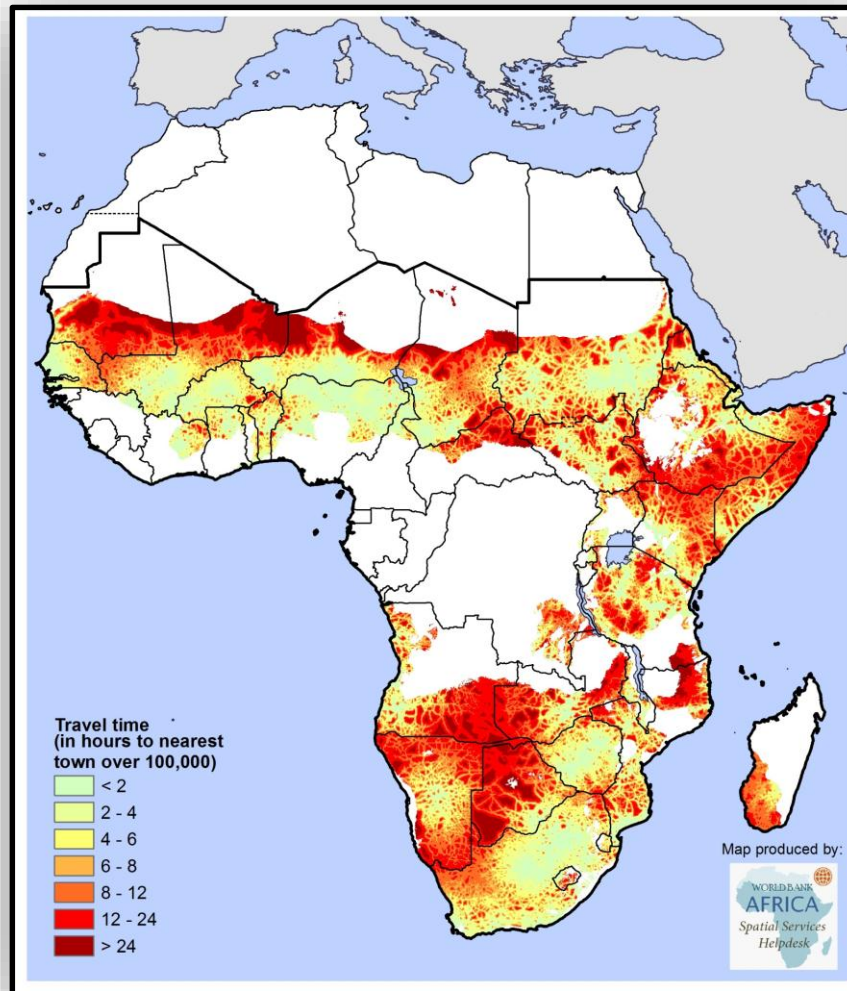 Travel time
(in hours to nearest
town over 100,000)
< 2
2 - 4
4 - 6
6 - 8
8 - 12
12 - 24
> 24
Map produced by:
WORLD BANK
AFRICA
Spatial Services
Helpdesk